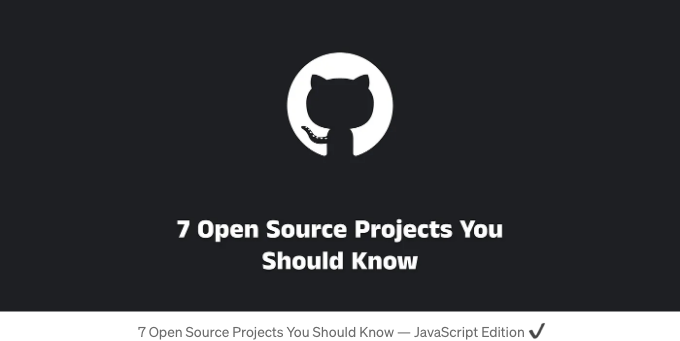 7 Open Source Projects You
Should Know
7 Open Source Projects You Should Know — JavaScript Edition ✔